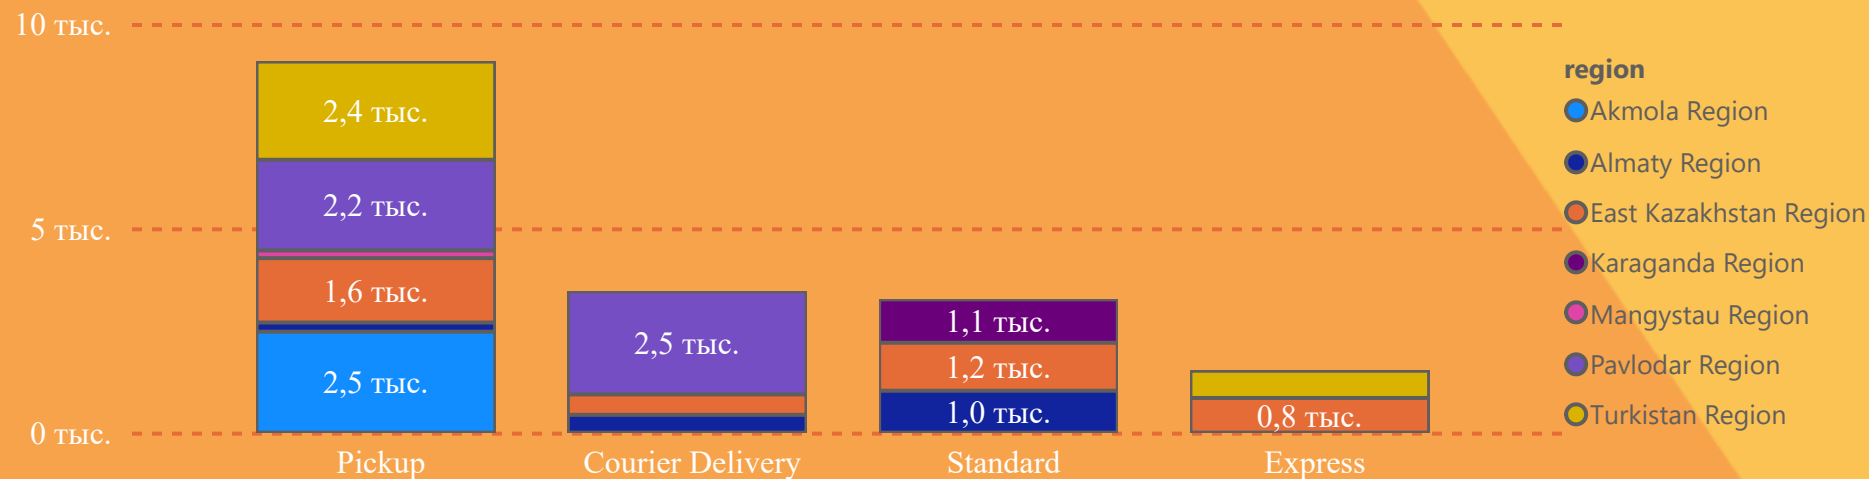 10 тыс.
5 тыс.
0 тыс.
2,4 тыс.
2,2 тыс.
1,6 тыс.
2,5 тыс.
2,5 тыс.
1,1 тыс.
1,2 тыс.
1,0 тыс.
0,8 тыс.
Pickup
Courier Delivery
Standard
Express
region
Akmola Region
Almaty Region
East Kazakhstan Region
Karaganda Region
Mangystau Region
Pavlodar Region
Turkistan Region